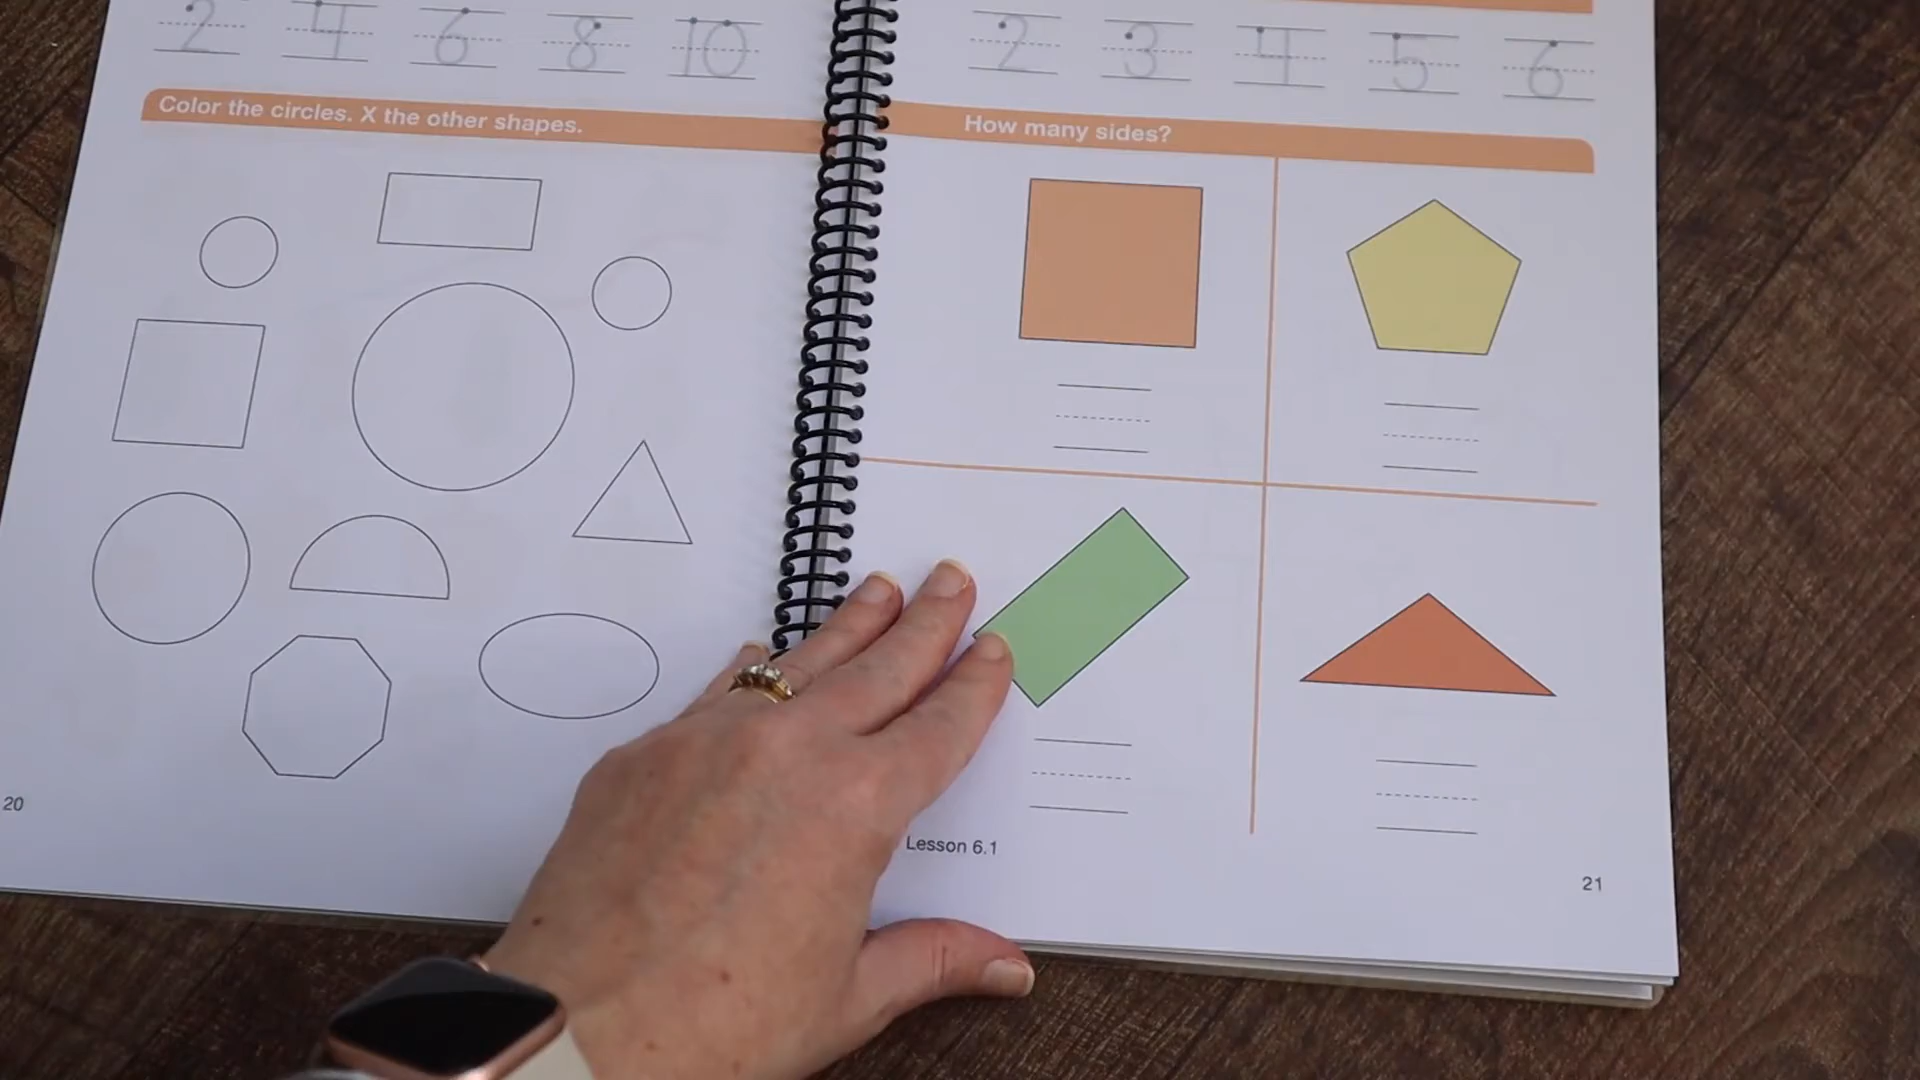 2 4 6 8 10
Color the circles. X the other shapes.
20
2 3 4 5 6
How many sides?
Lesson 6.1
21